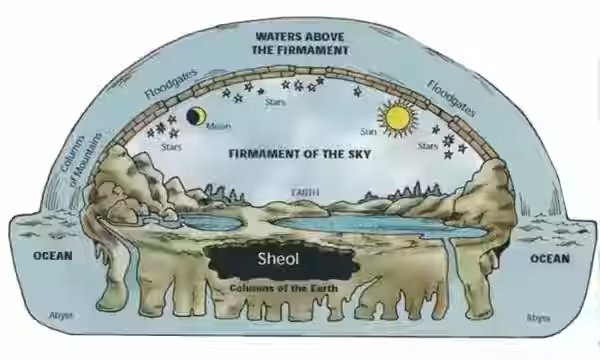 WATERS ABOVE
THE FIRMAMENT
Floodgates
Floodgates
Stars
Columns
of Mountains
Stars
Moon
Sun
Stars
FIRMAMENT OF THE SKY
EARTH
OCEAN
Sheol
OCEAN
Columns of the Earth
Abyss
Abyss